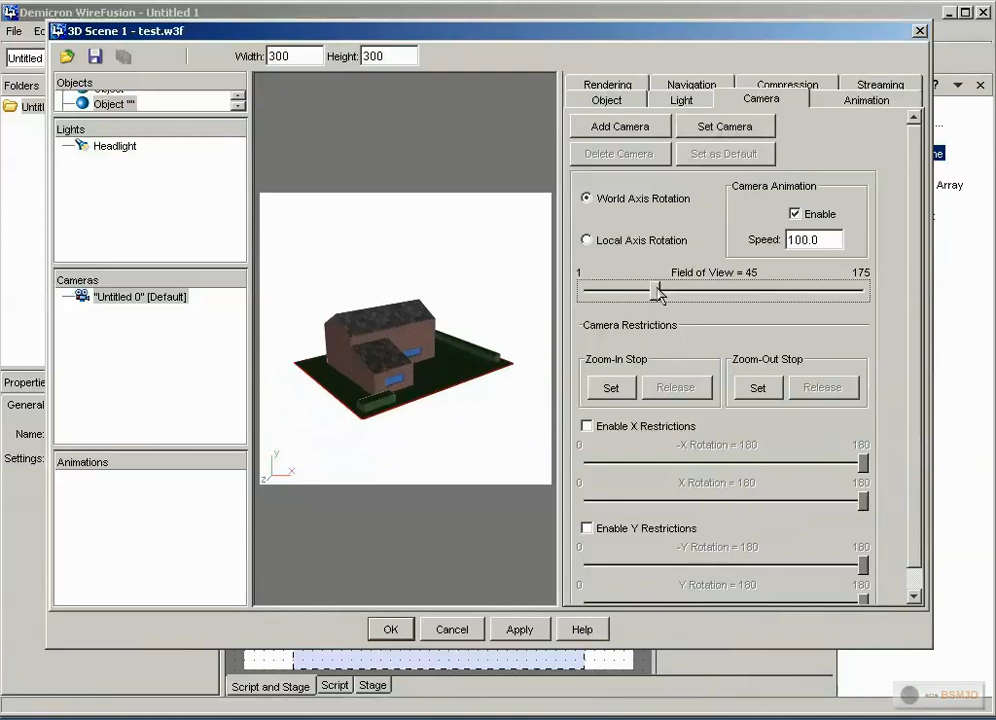 Demicron WireFusion - Untitled 1
File
3D Scene 1 - test.w3f
Untitled
Width: 300
Height: 300
Folders
Objects
Object ""
Lights
Headlight
Cameras
"Untitled 0" [Default]
Animations
Properties
General
Name:
Settings:
y
x
z
Rendering
Navigation
Compression
Streaming
Object
Light
Camera
Animation
Add Camera
Set Camera
Delete Camera
Set as Default
World Axis Rotation
Local Axis Rotation
Camera Animation
Enable
Speed: 100.0
1
Field of View = 45
175
Camera Restrictions
Zoom-In Stop
Set
Release
Zoom-Out Stop
Set
Release
Enable X Restrictions
0
-X Rotation = 180
180
0
X Rotation = 180
180
Enable Y Restrictions
0
-Y Rotation = 180
180
0
Y Rotation = 180
180
OK
Cancel
Apply
Help
?
Array
Script and Stage
Script
Stage
BSM3D